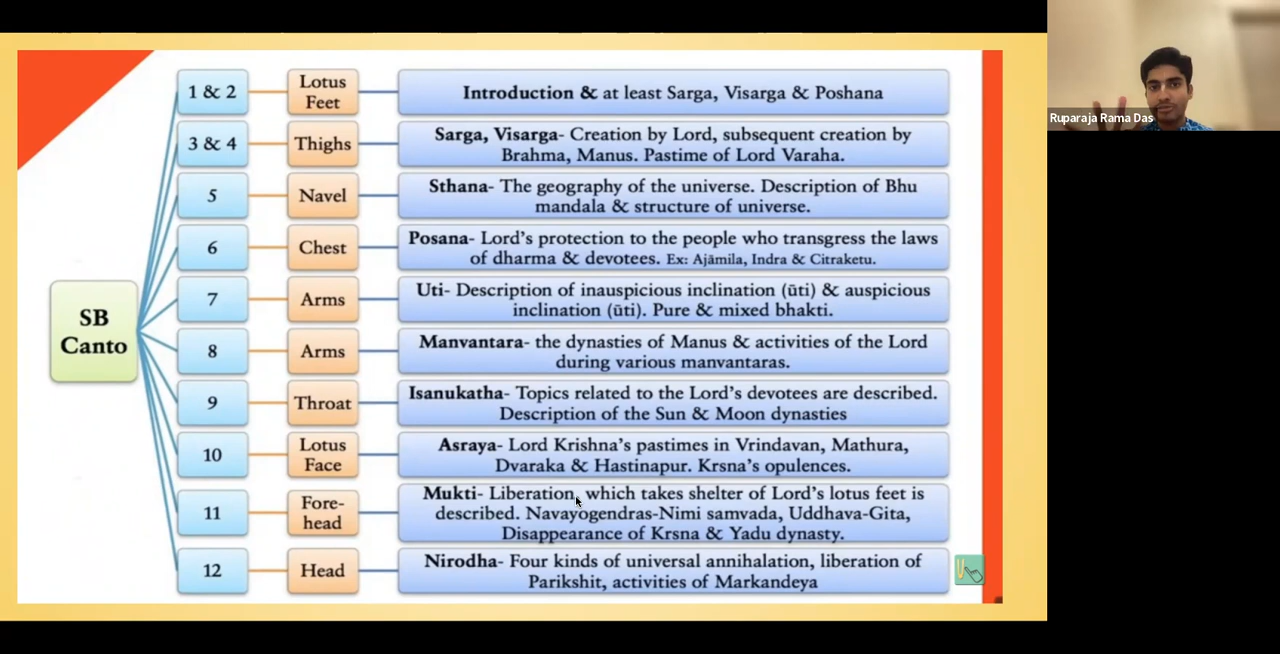 SB
Canto
1 & 2
Lotus
Feet
Introduction & at least Sarga, Visarga & Poshana
3 & 4
Thighs
Sarga, Visarga- Creation by Lord, subsequent creation by
Brahma, Manus. Pastime of Lord Varaha.
5
Navel
Sthana- The geography of the universe. Description of Bhu
mandala & structure of universe.
6
Chest
Posana- Lord's protection to the people who transgress the laws
of dharma & devotees. Ex: Ajāmila, Indra & Citraketu.
7
Arms
Uti- Description of inauspicious inclination (ūti) & auspicious
inclination (ūti). Pure & mixed bhakti.
8
Arms
Manvantara- the dynasties of Manus & activities of the Lord
during various manvantaras.
9
Throat
Isanukatha- Topics related to the Lord's devotees are described.
Description of the Sun & Moon dynasties
10
Lotus
Face
Asraya- Lord Krishna's pastimes in Vrindavan, Mathura,
Dvaraka & Hastinapur. Krsna's opulences.
11
Fore-
head
Mukti- Liberation, which takes shelter of Lord's lotus feet is
described. Navayogendras-Nimi samvada, Uddhava-Gita,
Disappearance of Krsna & Yadu dynasty.
12
Head
Nirodha- Four kinds of universal annihalation, liberation of
Parikshit, activities of Markandeya
Ruparaja Rama Das